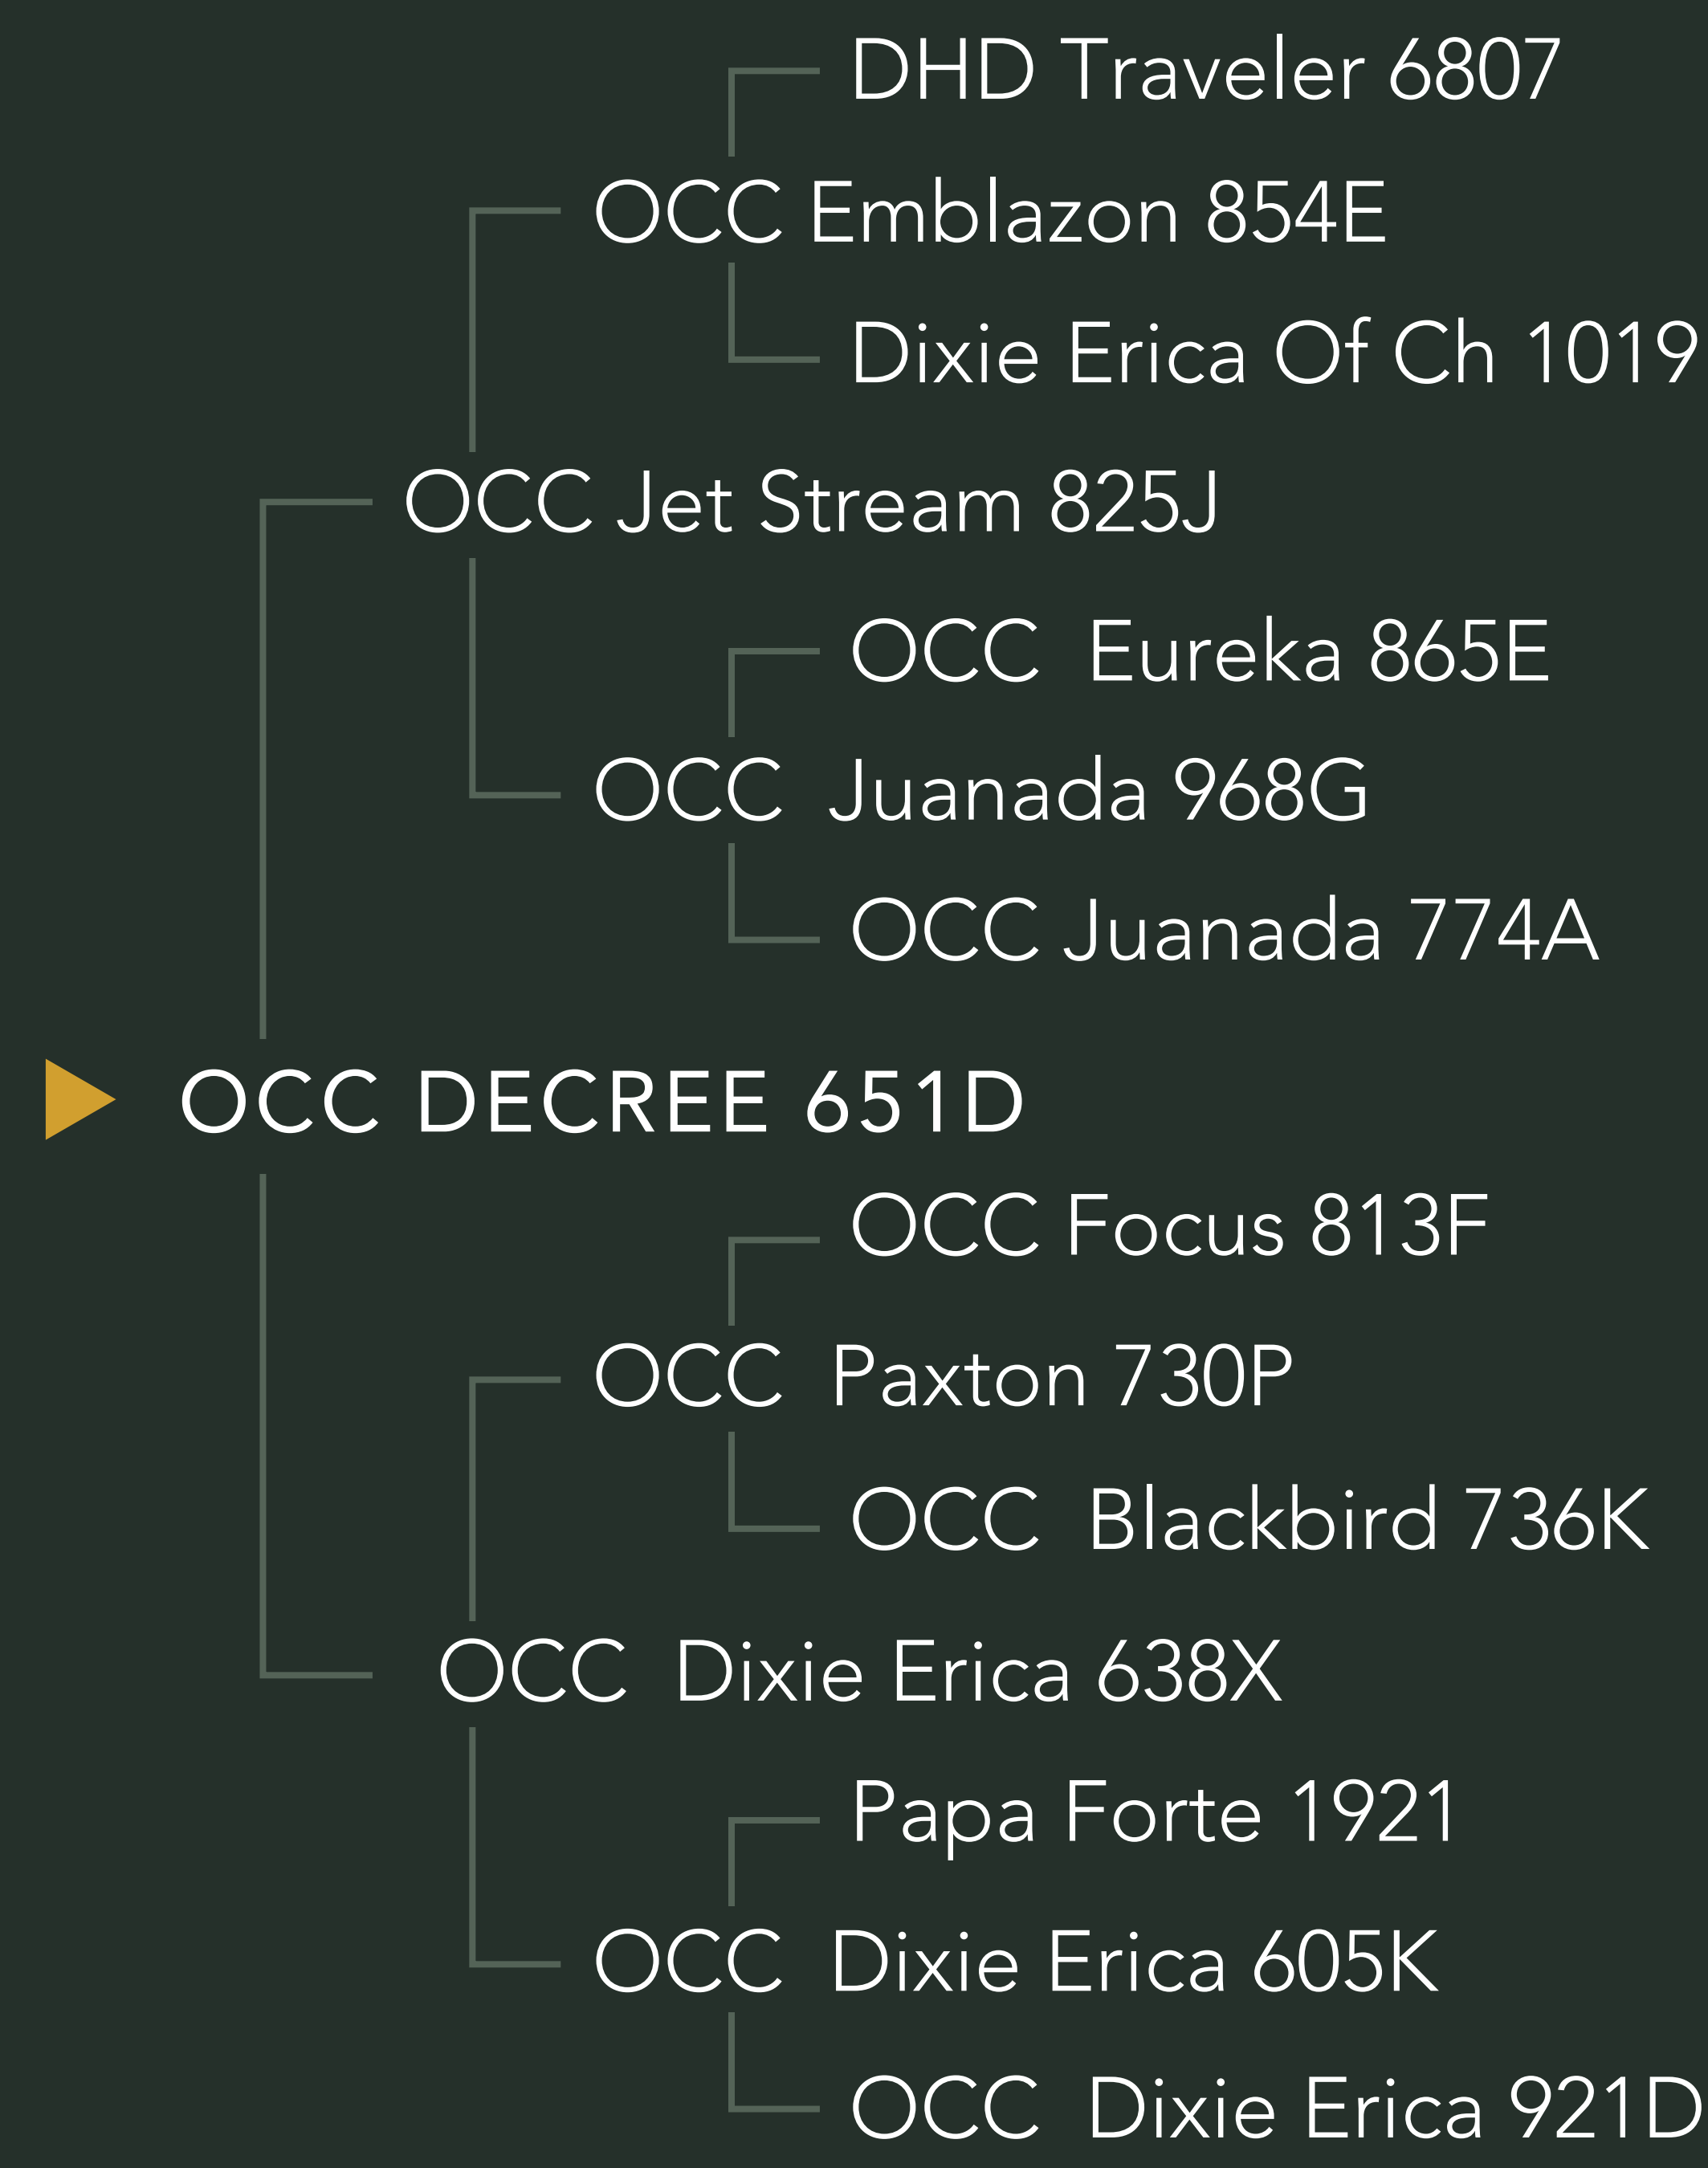 DHD Traveler 6807
OCC Emblazon 854E
Dixie Erica Of Ch 1019
OCC Jet Stream 825J
OCC Eureka 865E
OCC Juanada 968G
OCC Juanada 774A
OCC DECREE 651D
OCC Focus 813F
OCC Paxton 730P
OCC Blackbird 736K
OCC Dixie Erica 638X
Papa Forte 1921
OCC Dixie Erica 605K
OCC Dixie Erica 921D